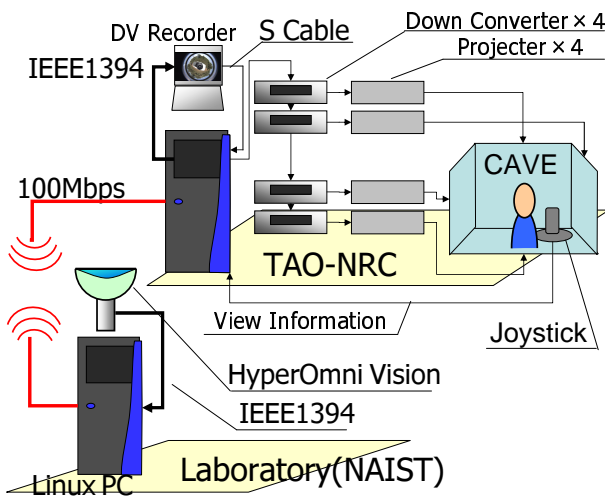 Down Converter × 4
DV Recorder
S Cable
Projecter × 4
IEEE1394
CAVE
100Mbps
TAO-NRC
View Information
Joystick
HyperOmni Vision
IEEE1394
Laboratory(NAIST)
Linux PC